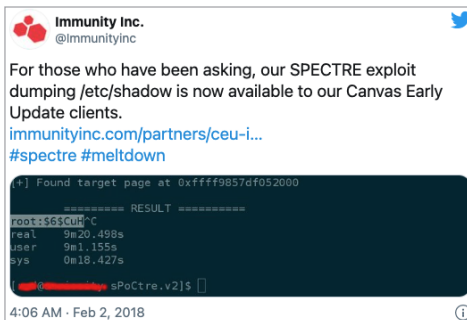 Immunity Inc.
@Immunityinc
For those who have been asking, our SPECTRE exploit
dumping /etc/shadow is now available to our Canvas Early
Update clients.
immunityinc.com/partners/ceu-i...
#spectre #meltdown
[+] Found target page at 0xffff9857df052000
========= RESULT ==========
root:$6$CuH^C
real 9m20.498s
user 9m1.155s
sys 0m18.427s
sPoCtre.v2]$
4:06 AM · Feb 2, 2018